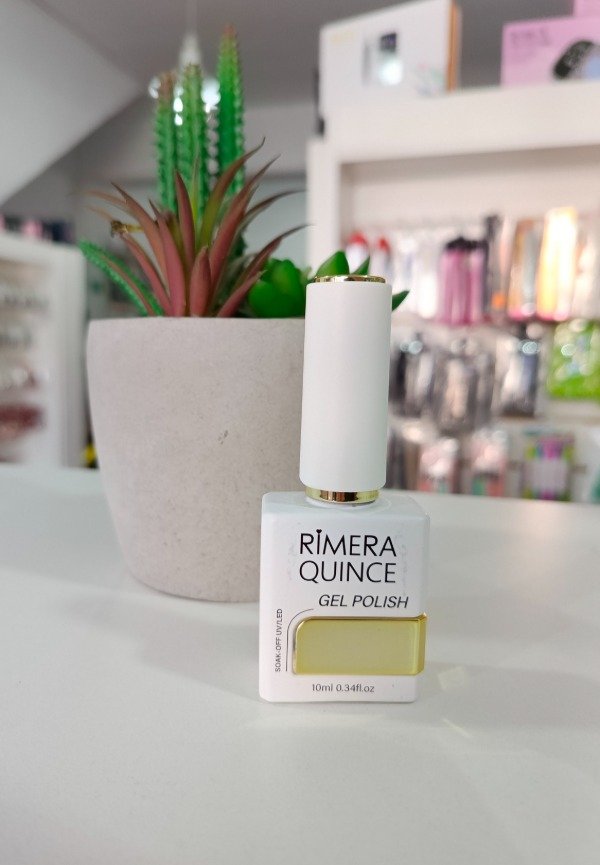 RIMERA
QUINCE
GEL POLISH
SOAK-OFF UV/LED
10ml 0.34fl.oz